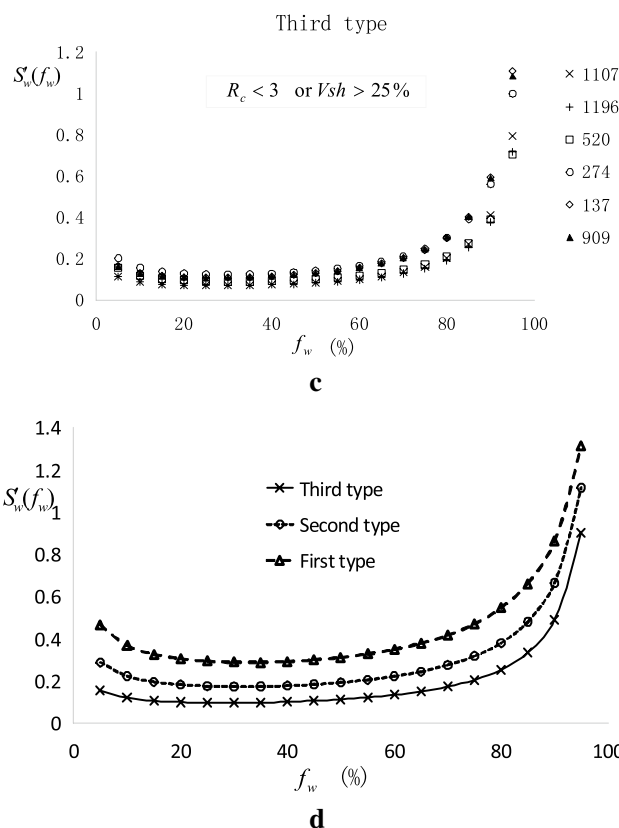 Third type
1.2
S'w(fw)
Rc < 3 or Vsh > 25%
1
0.8
0.6
0.4
0.2
0
0 20 40 60 80 100
fw (%)
× 1107
+ 1196
□ 520
○ 274
◇ 137
▲ 909
c
1.4
1.2
S'w(fw)
1
0.8
0.6
0.4
0.2
0
Third type
Second type
First type
0 20 40 60 80 100
fw (%)
d